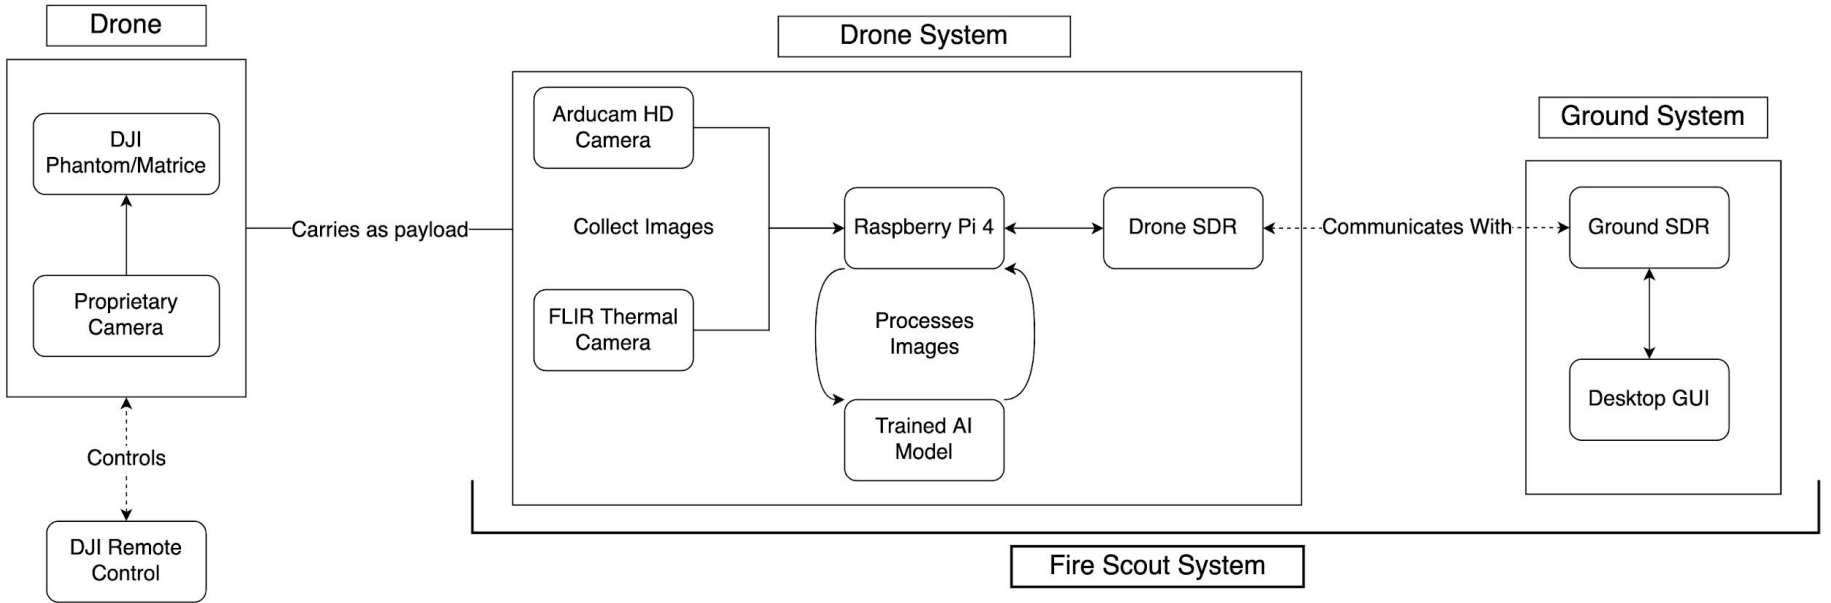 Drone
DJI
Phantom/Matrice
Proprietary
Camera
Controls
DJI Remote
Control
Carries as payload
Drone System
Arducam HD
Camera
Collect Images
FLIR Thermal
Camera
Raspberry Pi 4
Processes
Images
Trained AI
Model
Drone SDR
Communicates With
Ground System
Ground SDR
Desktop GUI
Fire Scout System